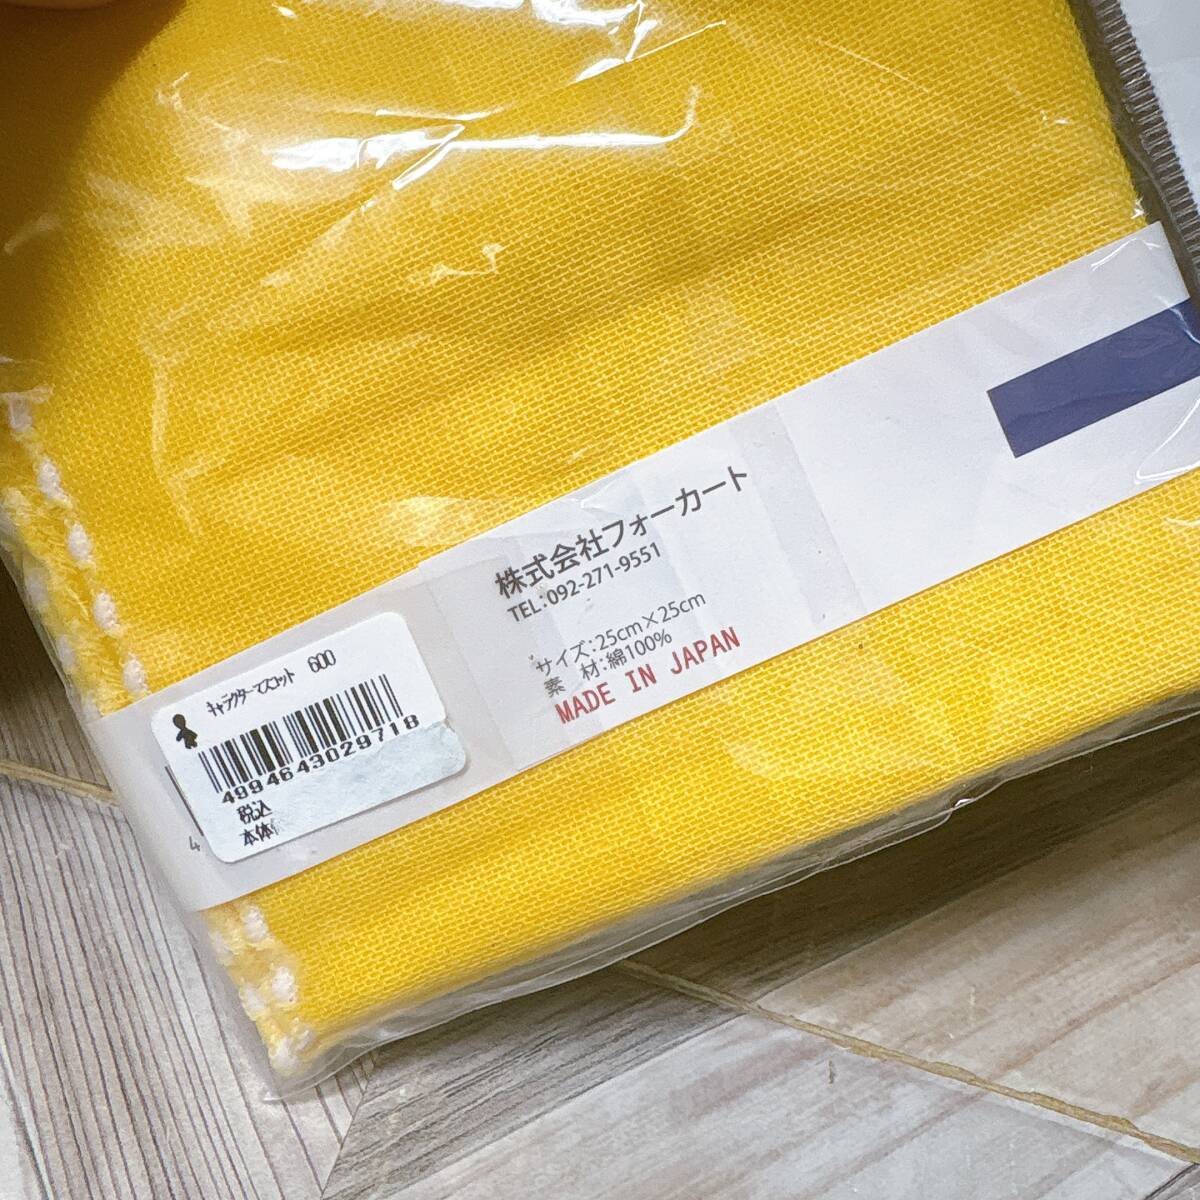 株式会社フォーカート
TEL:092-271-9551
サイズ:25cm×25cm
素 材:綿100%
MADE IN JAPAN
キャラクターマスコット 600
4994643029718
税込
本体
4